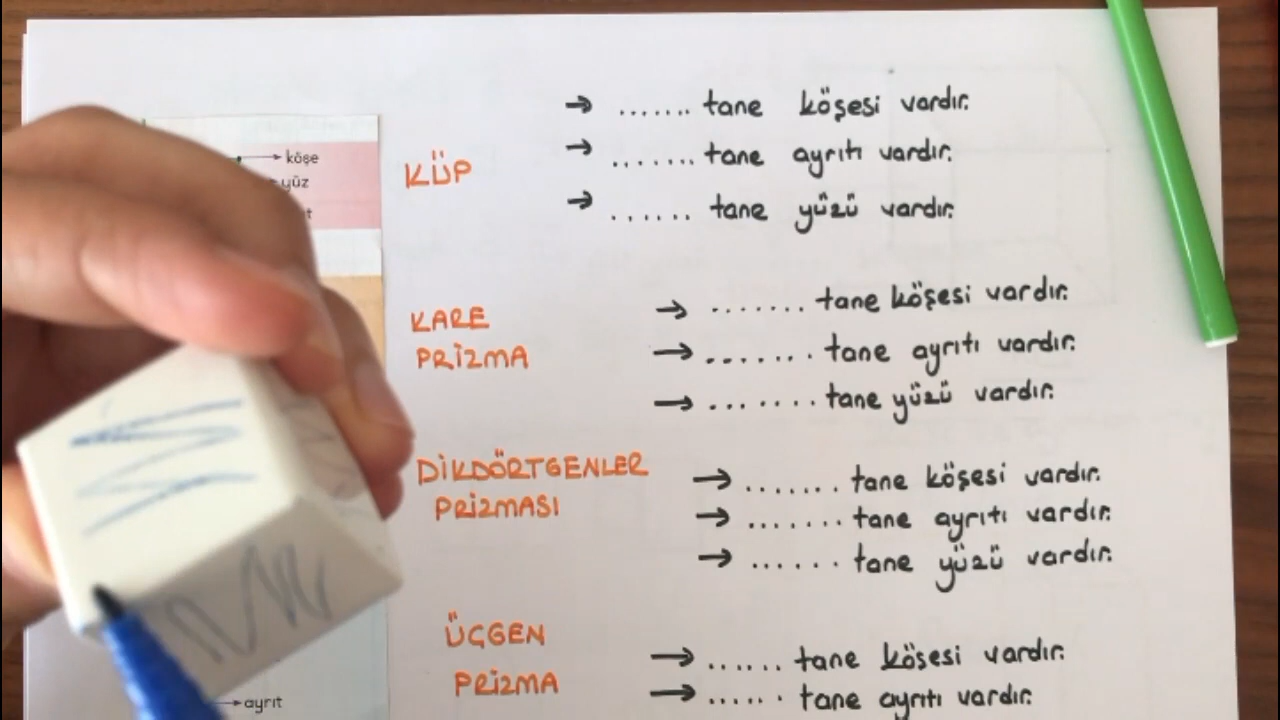 köşe
yüz
KÜP
→ ....... tane köşesi vardır.
→ ....... tane ayrıtı vardır.
→ ...... tane yüzü vardır.
KARE
PRİZMA
→ ....... tane köşesi vardır.
→ ....... tane ayrıtı vardır.
→ ....... tane yüzü vardır.
DİKDÖRTGENLER
PRİZMASI
→ ....... tane köşesi vardır.
→ ....... tane ayrıtı vardır.
→ ...... tane yüzü vardır.
ÜÇGEN
PRİZMA
→ ...... tane köşesi vardır.
→ ...... tane ayrıtı vardır.
ayrıt